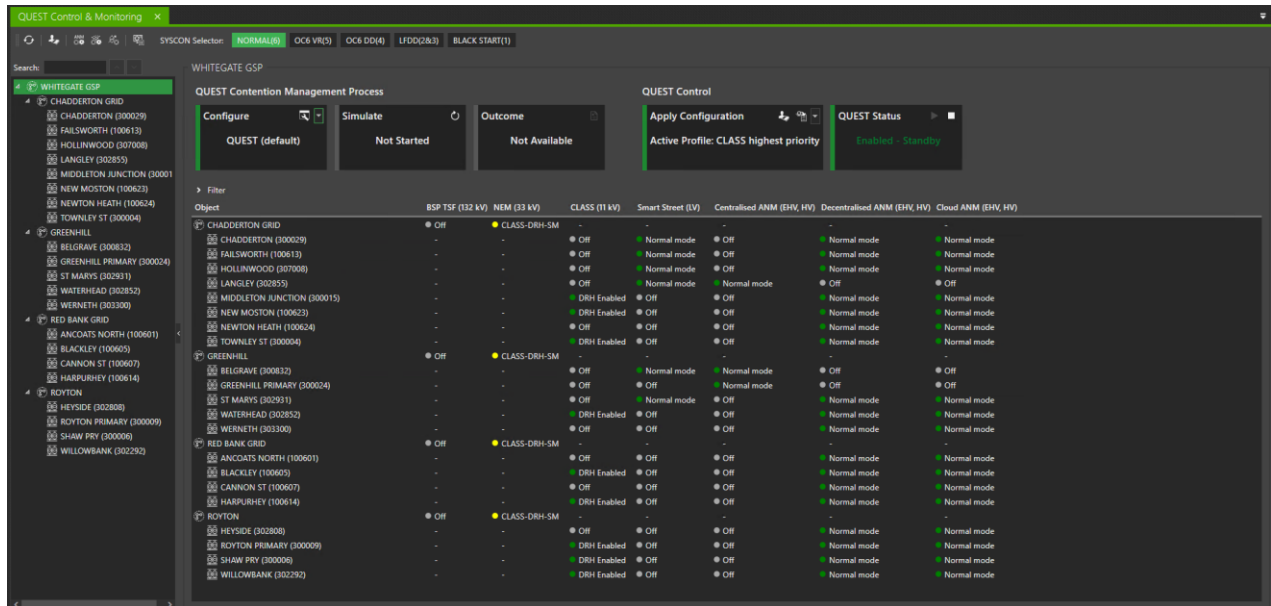 QUEST Control & Monitoring ×
SYSCON Selector: NORMAL(6) OC6 VR(5) OC6 DD(4) LFDD(2&3) BLACK START(1)
Search:
WHITEGATE GSP
CHADDERTON GRID
CHADDERTON (300029)
FAILSWORTH (100613)
HOLLINWOOD (307008)
LANGLEY (302855)
MIDDLETON JUNCTION (30001
NEW MOSTON (100623)
NEWTON HEATH (100624)
TOWNLEY ST (300004)
GREENHILL
BELGRAVE (300832)
GREENHILL PRIMARY (300024)
ST MARYS (302931)
WATERHEAD (302852)
WERNETH (303300)
RED BANK GRID
ANCOATS NORTH (100601)
BLACKLEY (100605)
CANNON ST (100607)
HARPURHEY (100614)
ROYTON
HEYSIDE (302808)
ROYTON PRIMARY (300009)
SHAW PRY (300006)
WILLOWBANK (302292)
WHITEGATE GSP
QUEST Contention Management Process QUEST Control
Configure Simulate Outcome Apply Configuration QUEST Status
QUEST (default) Not Started Not Available Active Profile: CLASS highest priority Enabled - Standby
Filter
Object BSP TSF (132 kV) NEM (33 kV) CLASS (11 kV) Smart Street (LV) Centralised ANM (EHV, HV) Decentralised ANM (EHV, HV) Cloud ANM (EHV, HV)
CHADDERTON GRID Off CLASS-DRH-SM - - - - -
CHADDERTON (300029) - - Off Normal mode Off Normal mode Normal mode
FAILSWORTH (100613) - - Off Normal mode Off Normal mode Normal mode
HOLLINWOOD (307008) - - Off Normal mode Off Normal mode Normal mode
LANGLEY (302855) - - Off Normal mode Normal mode Off Off
MIDDLETON JUNCTION (300015) - - DRH Enabled Off Off Normal mode Normal mode
NEW MOSTON (100623) - - DRH Enabled Off Off Normal mode Normal mode
NEWTON HEATH (100624) - - Off Off Off Normal mode Normal mode
TOWNLEY ST (300004) - - DRH Enabled Off Off Normal mode Normal mode
GREENHILL Off CLASS-DRH-SM - - - - -
BELGRAVE (300832) - - Off Normal mode Normal mode Off Off
GREENHILL PRIMARY (300024) - - Off Off Normal mode Off Off
ST MARYS (302931) - - Off Normal mode Off Normal mode Normal mode
WATERHEAD (302852) - - DRH Enabled Off Off Normal mode Normal mode
WERNETH (303300) - - Off Off Off Normal mode Normal mode
RED BANK GRID Off CLASS-DRH-SM - - - - -
ANCOATS NORTH (100601) - - Off Off Off Normal mode Normal mode
BLACKLEY (100605) - - DRH Enabled Off Off Normal mode Normal mode
CANNON ST (100607) - - Off Off Off Normal mode Normal mode
HARPURHEY (100614) - - DRH Enabled Off Off Normal mode Normal mode
ROYTON Off CLASS-DRH-SM - - - - -
HEYSIDE (302808) - - Off Off Off Normal mode Normal mode
ROYTON PRIMARY (300009) - - DRH Enabled Off Off Normal mode Normal mode
SHAW PRY (300006) - - DRH Enabled Off Off Normal mode Normal mode
WILLOWBANK (302292) - - DRH Enabled Off Off Normal mode Normal mode